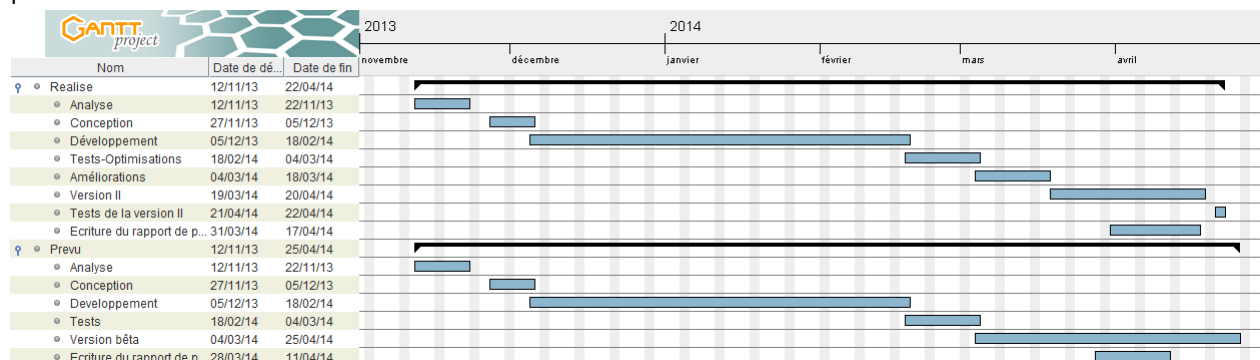 GANTT project
2013 2014
novembre décembre janvier février mars avril
Nom Date de dé... Date de fin
Realise 12/11/13 22/04/14
Analyse 12/11/13 22/11/13
Conception 27/11/13 05/12/13
Développement 05/12/13 18/02/14
Tests-Optimisations 18/02/14 04/03/14
Améliorations 04/03/14 18/03/14
Version II 19/03/14 20/04/14
Tests de la version II 21/04/14 22/04/14
Ecriture du rapport de p... 31/03/14 17/04/14
Prevu 12/11/13 25/04/14
Analyse 12/11/13 22/11/13
Conception 27/11/13 05/12/13
Developpement 05/12/13 18/02/14
Tests 18/02/14 04/03/14
Version bêta 04/03/14 25/04/14
Ecriture du rapport de p... 28/03/14 11/04/14